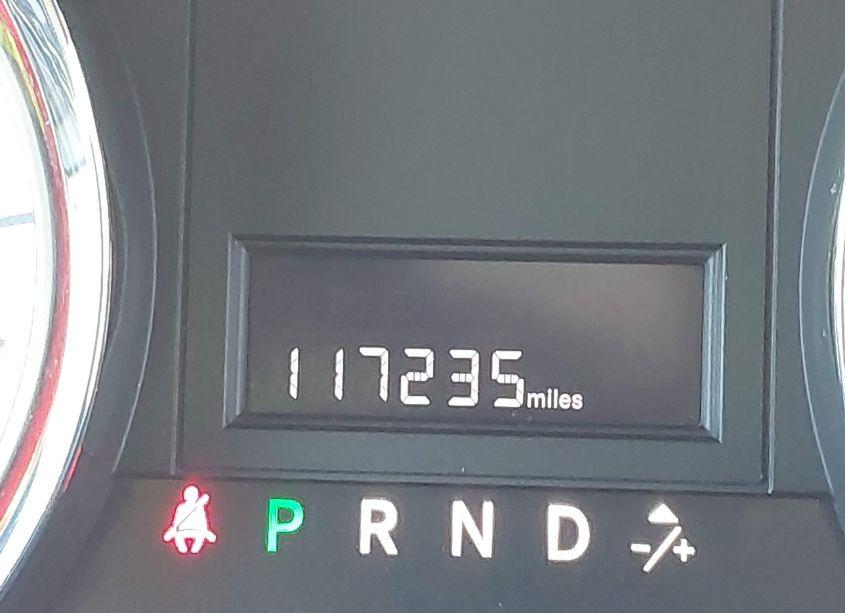 117235miles
P R N D -/+